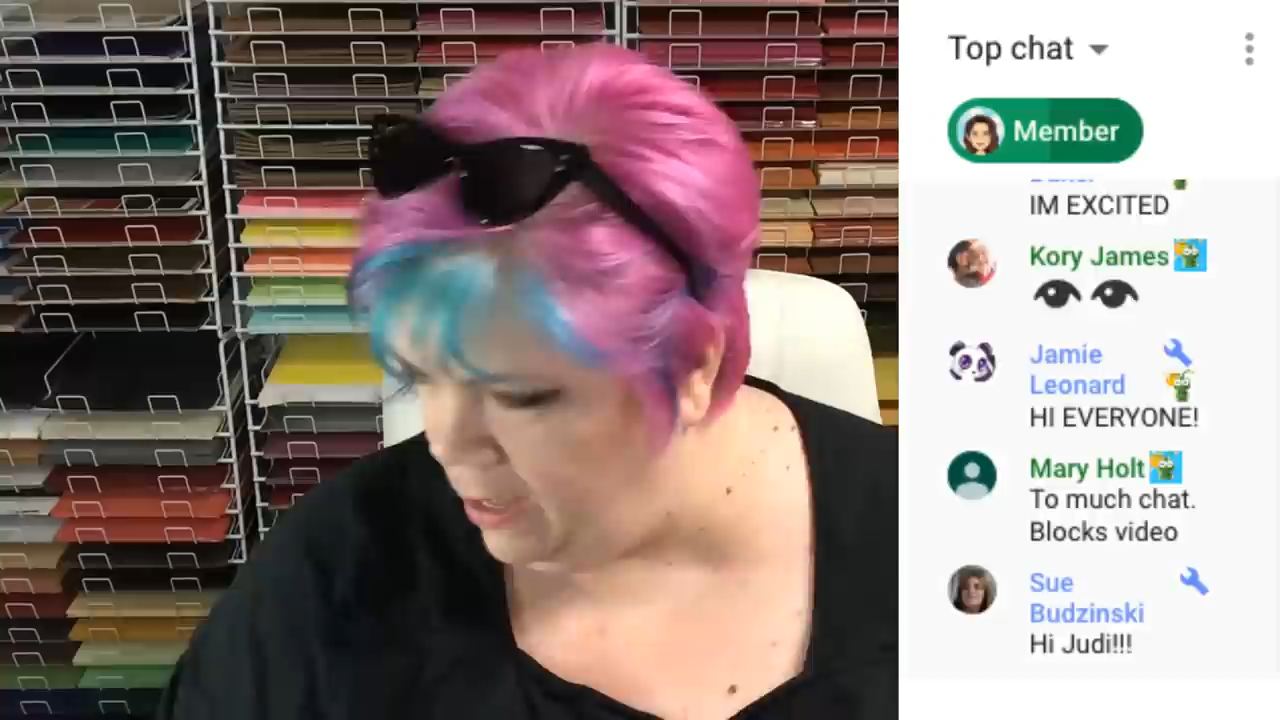 Top chat
Member
IM EXCITED
Kory James
Jamie
Leonard
HI EVERYONE!
Mary Holt
To much chat.
Blocks video
Sue
Budzinski
Hi Judi!!!